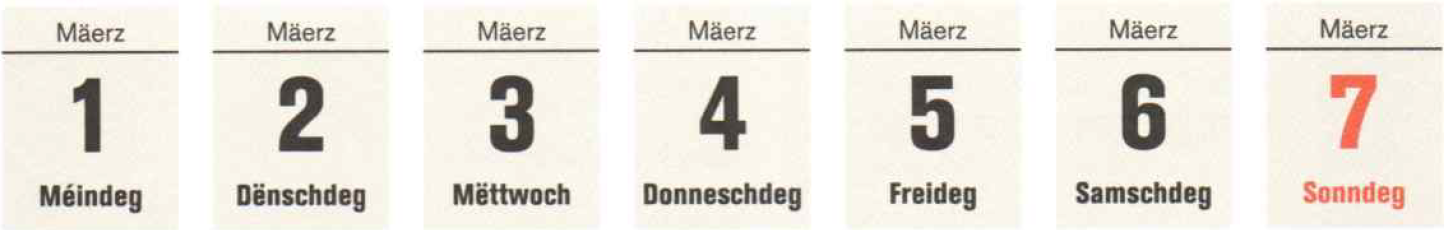 Mäerz
1
Méindeg
Mäerz
2
Dënschdeg
Mäerz
3
Mëttwoch
Mäerz
4
Donneschdeg
Mäerz
5
Freideg
Mäerz
6
Samschdeg
Mäerz
7
Sonndeg